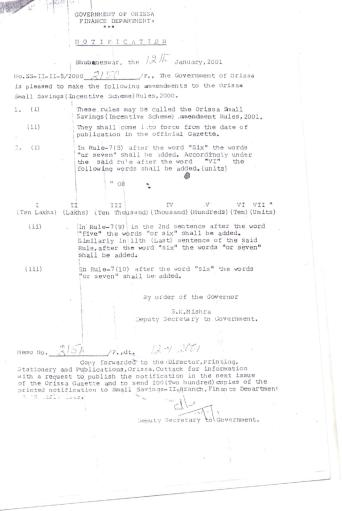 GOVERNMENT OF ORISSA
FINANCE DEPARTMENT.
***
NOTIFICATION
Bhubaneswar, the 12th January,2001
No.SS-II-II-5/2000 /F., The Government of Orissa
is pleased to make the following amendments to the Orissa
Small Savings(Incentive Scheme)Rules,2000.
1. (i) These rules may be called the Orissa Small
Savings(Incentive Scheme) Amendment Rules,2001.
(ii) They shall come into force from the date of
publication in the official Gazette.
2. (i) In Rule-7(8) after the word "Six" the words
"or seven" shall be added. Accordingly under
the said rule after the word "VI" the
following words shall be added.(units)
" OR
I II III IV V VI VII "
(Ten Lakhs) (Lakhs) (Ten Thousand) (Thousand) (Hundreds) (Ten) (Units)
(ii) In Rule-7(9) in the 2nd sentence after the word
"five" the words "or six" shall be added.
Similarly in 11th (Last) sentence of the said
Rule, after the word "six" the words "or seven"
shall be added.
(iii) In Rule-7(10) after the word "six" the words
"or seven" shall be added.
By order of the Governor
S.K.Mishra
Deputy Secretary to Government.
Memo No. /F.,dt. 12-1-2001
Copy forwarded to the Director,Printing,
Stationery and Publications,Orissa,Cuttack for information
with a request to publish the notification in the next issue
of the Orissa Gazette and to send 200(Two hundred)copies of the
printed notification to Small Savings-II,Branch,Finance Department
Deputy Secretary to Government.